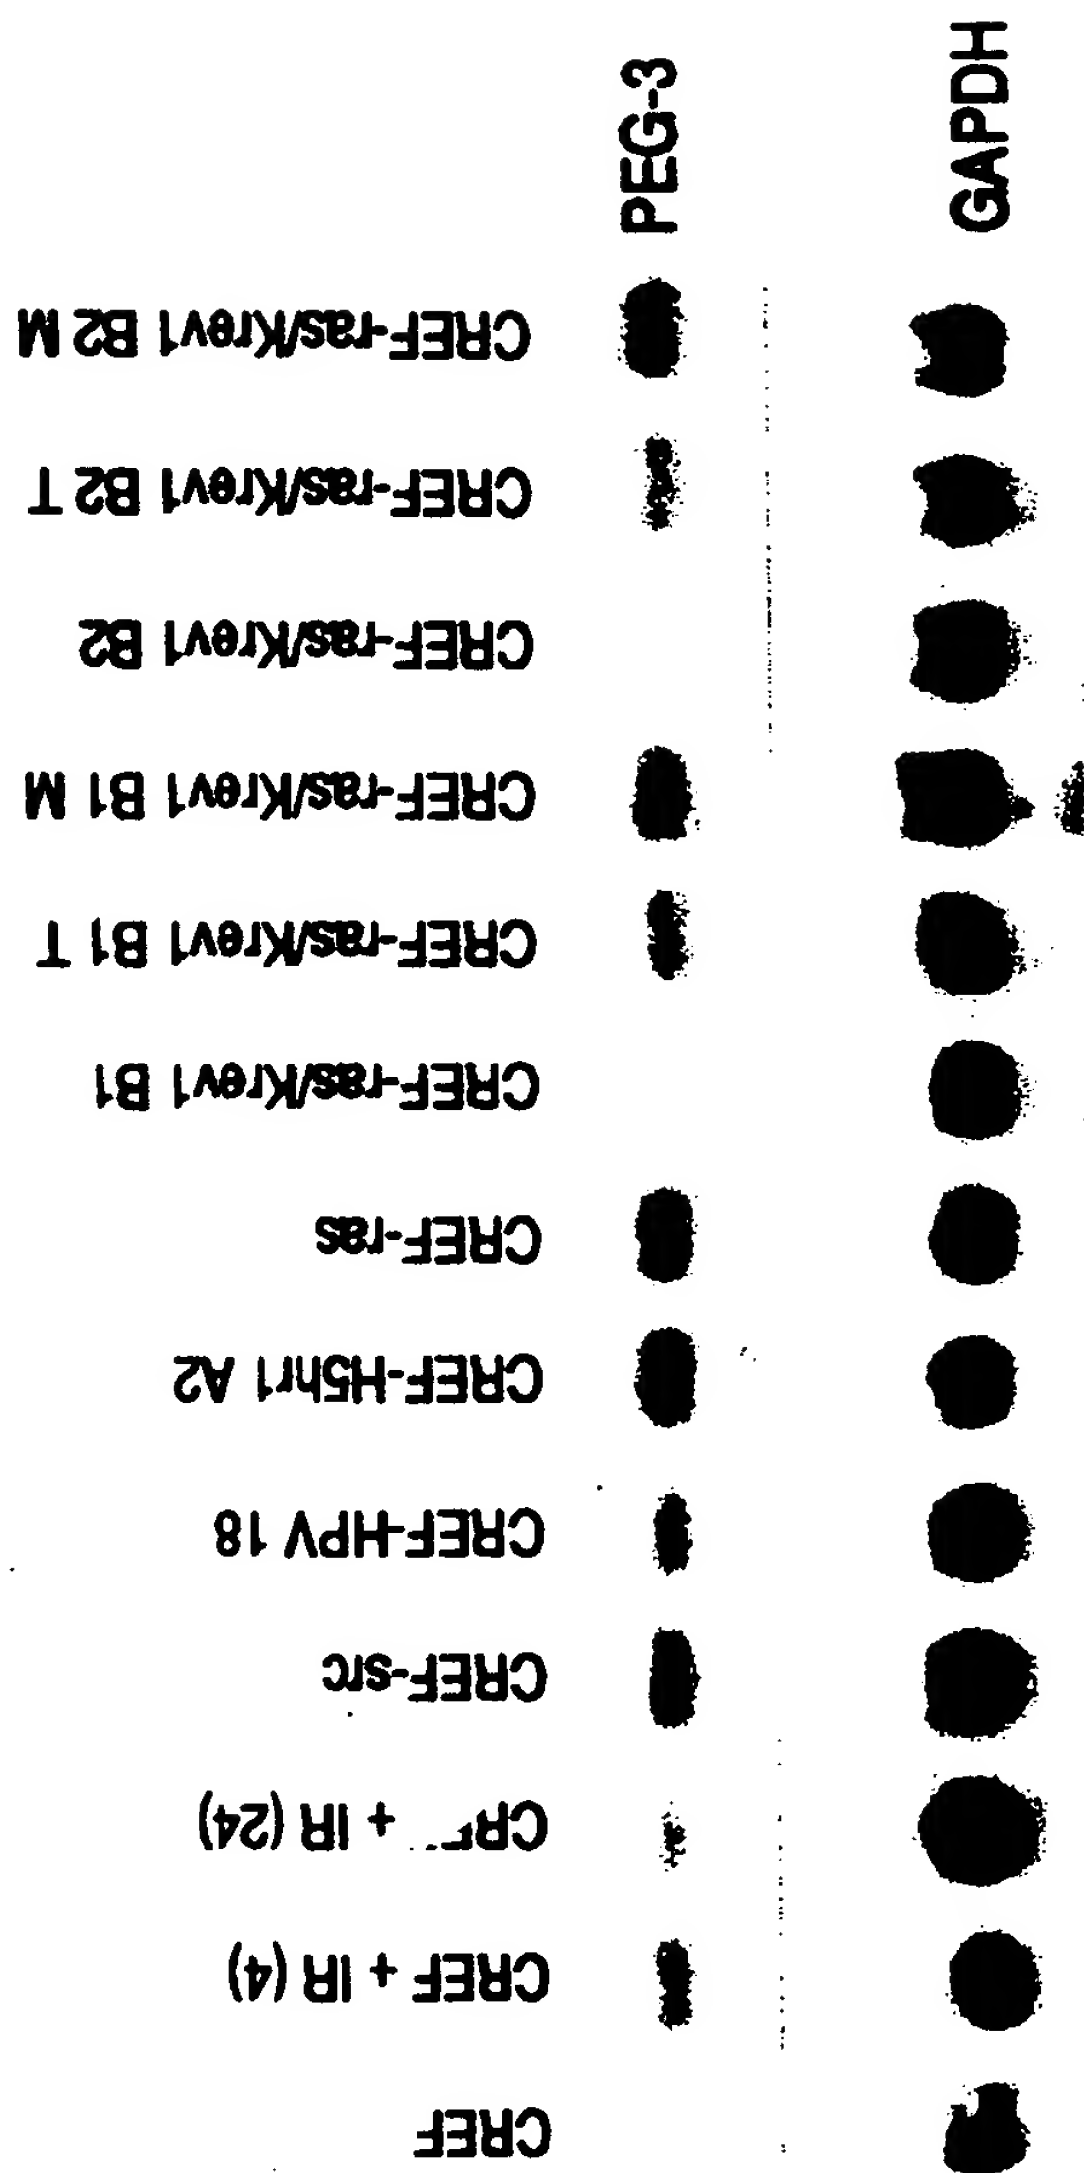 PEG-3
GAPDH
CREF-ras/Krev1 B2 M
CREF-ras/Krev1 B2 T
CREF-ras/Krev1 B2
CREF-ras/Krev1 B1 M
CREF-ras/Krev1 B1 T
CREF-ras/Krev1 B1
CREF-ras
CREF-H5hr1 A2
CREF-HPV 18
CREF-src
+ IR (24)
CREF + IR (4)
CREF